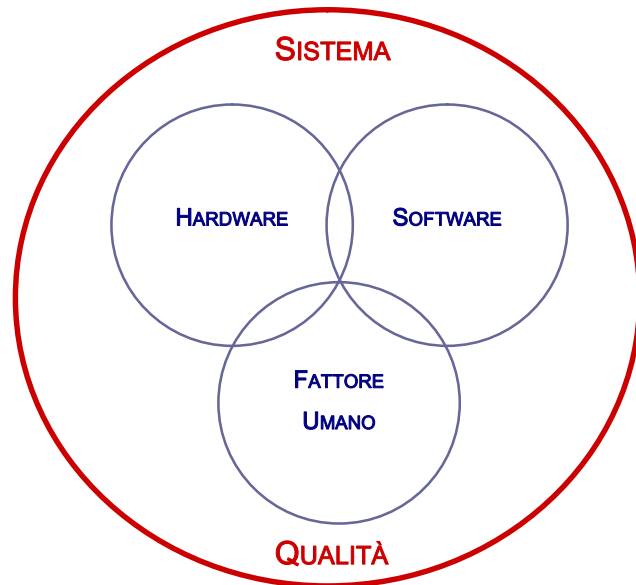 SISTEMA
HARDWARE
SOFTWARE
FATTORE
UMANO
QUALITÀ